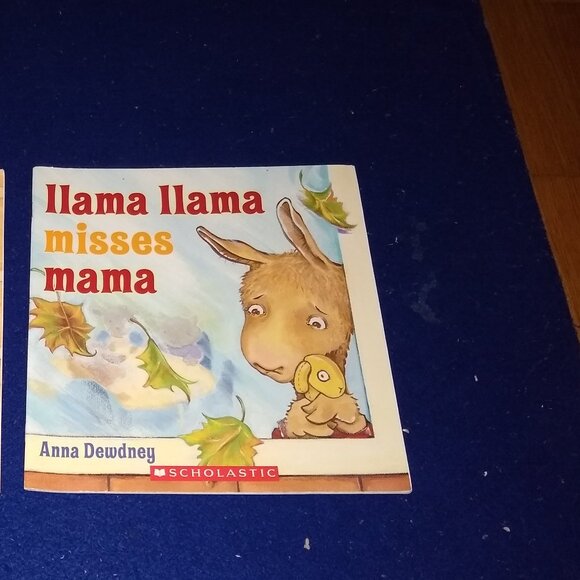 llama llama
misses
mama
Anna Dewdney
SCHOLASTIC